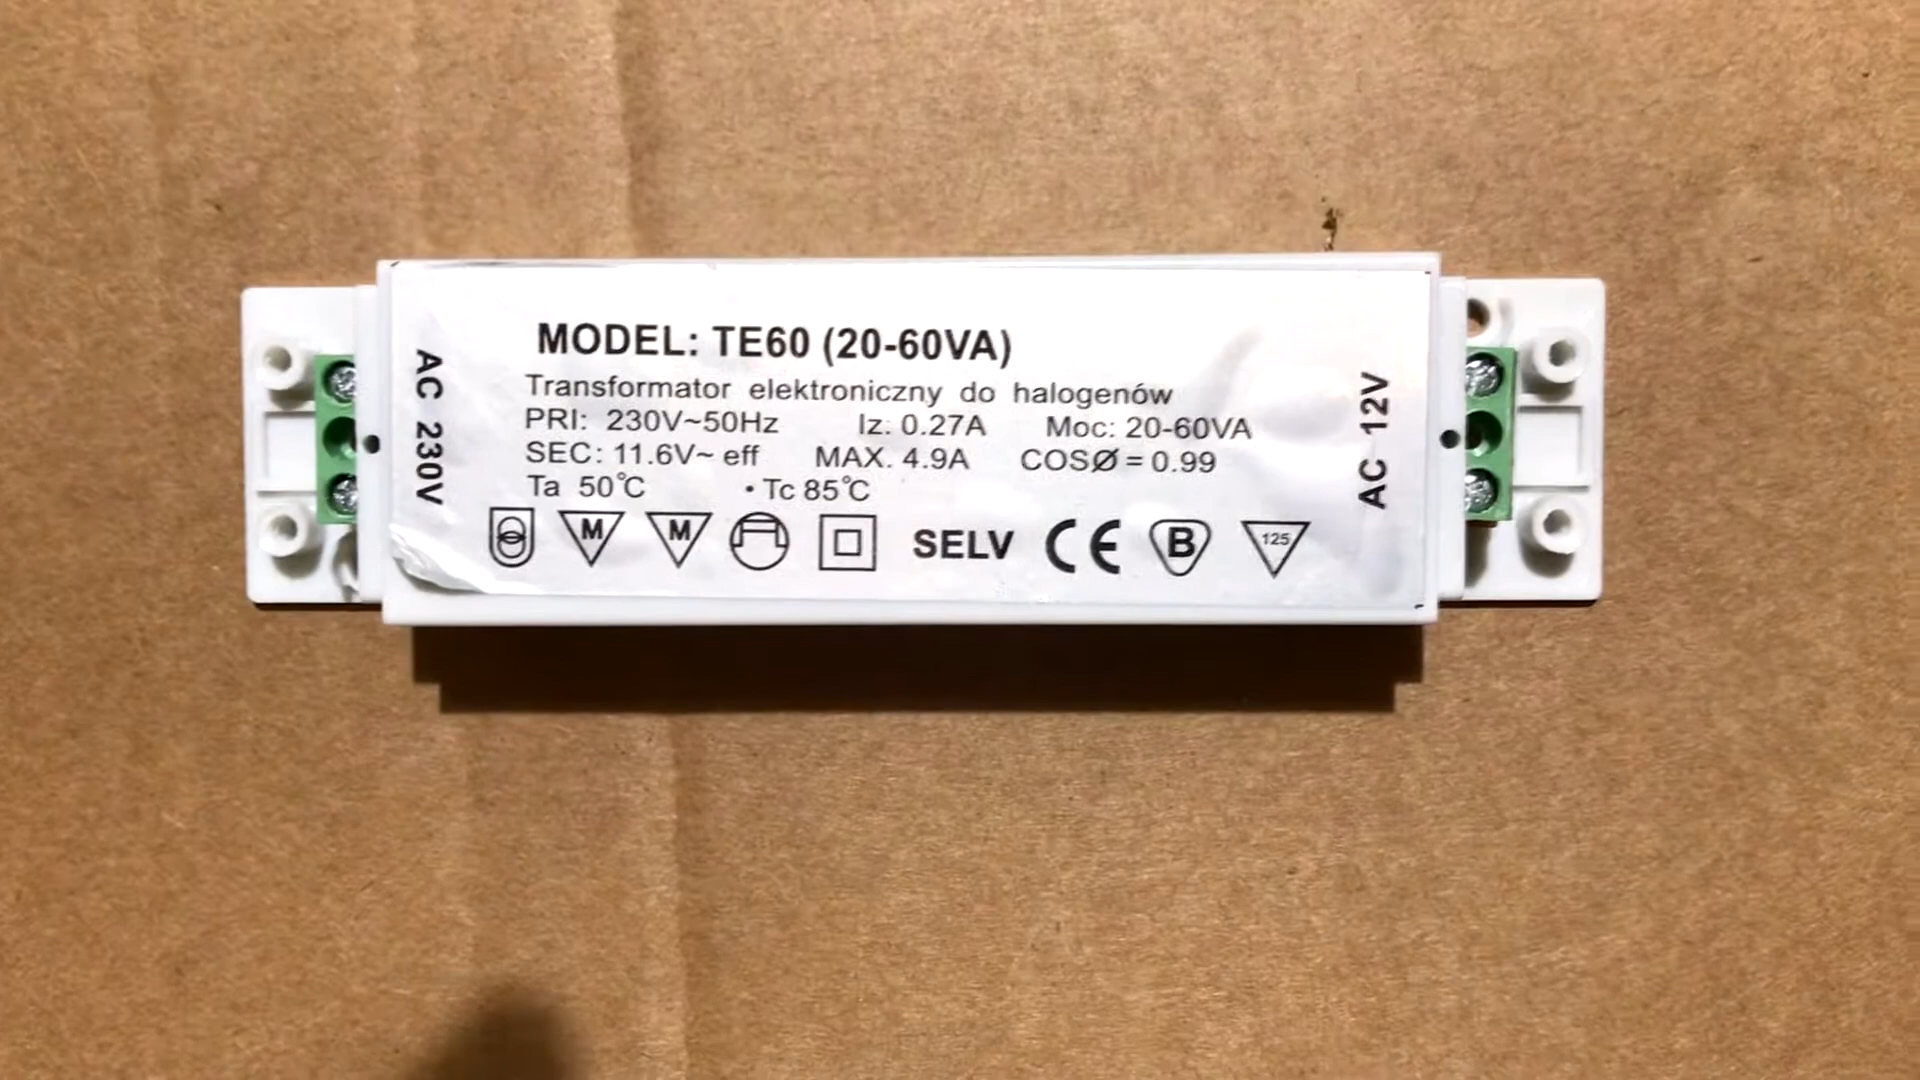 MODEL: TE60 (20-60VA)
Transformator elektroniczny do halogenów
PRI: 230V~50Hz Iz: 0.27A Moc: 20-60VA
SEC: 11.6V~ eff MAX. 4.9A COSØ = 0.99
Ta 50℃ • Tc 85℃
M M SELV CE B 125
AC 230V
AC 12V